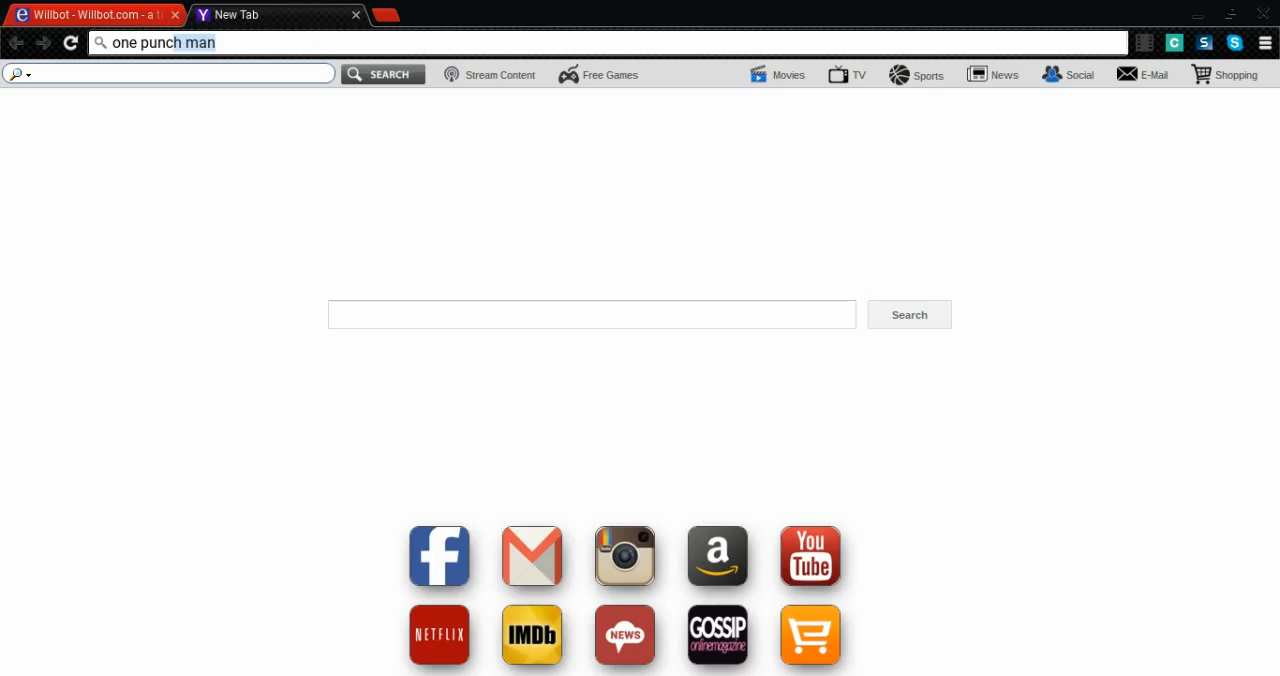 Willbot - Willbot.com - a t
New Tab
one punch man
SEARCH
Stream Content
Free Games
Movies
TV
Sports
News
Social
E-Mail
Shopping
Search
f
a
You
Tube
NETFLIX
IMDb
NEWS
GOSSIP
onlinemagazine